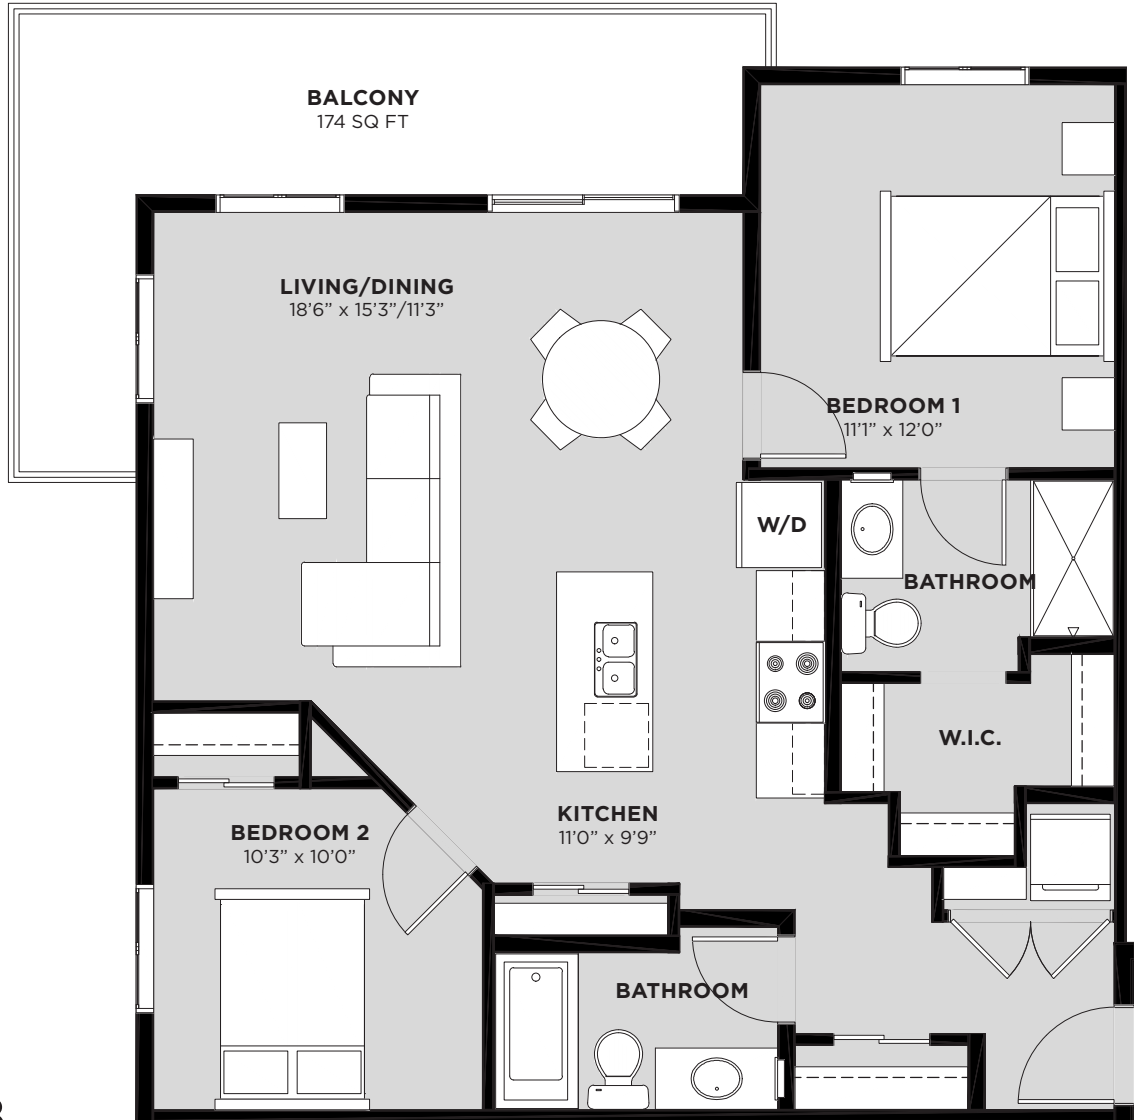 BALCONY
174 SQ FT
LIVING/DINING
18’6” x 15’3”/11’3”
BEDROOM 1
11’1” x 12’0”
W/D
BATHROOM
W.I.C.
KITCHEN
11’0” x 9’9”
BEDROOM 2
10’3” x 10’0”
BATHROOM